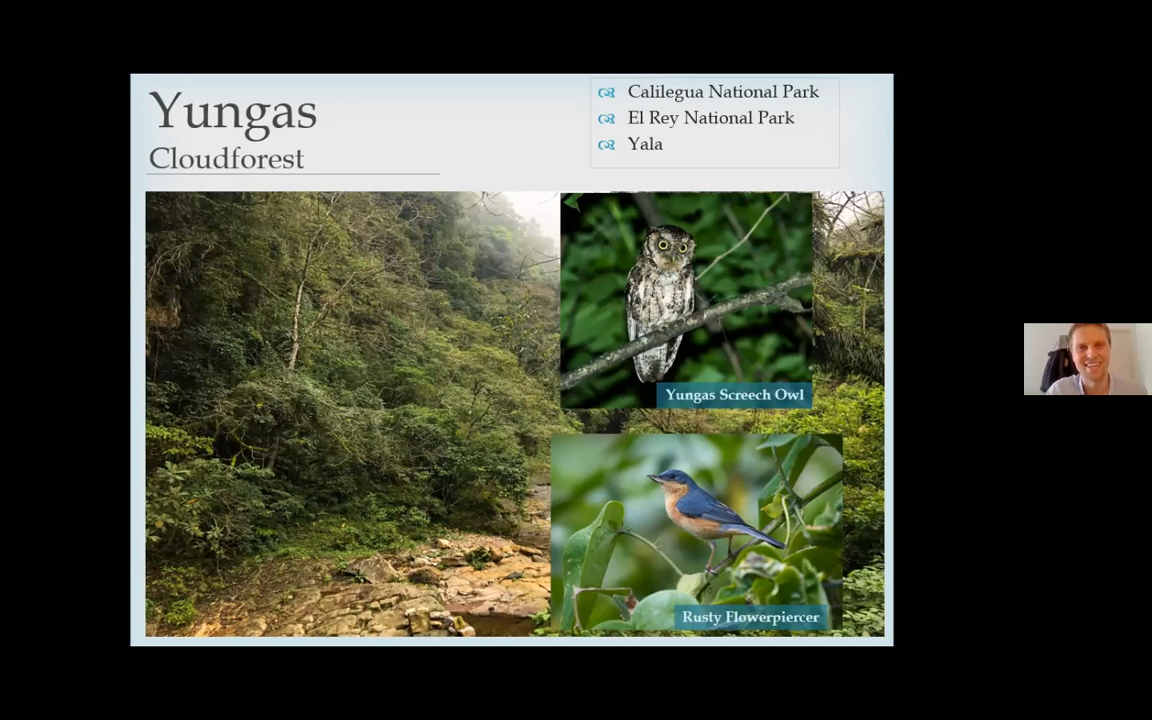 Yungas
Cloudforest
Calilegua National Park
El Rey National Park
Yala
Yungas Screech Owl
Rusty Flowerpiercer